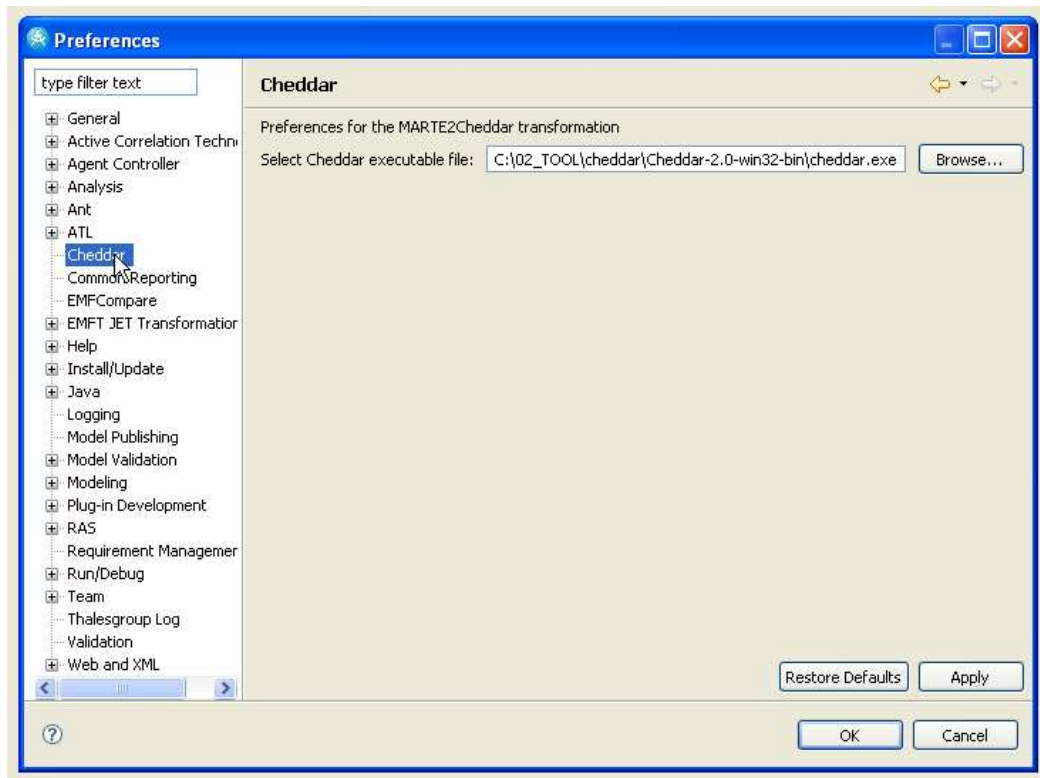 Preferences
type filter text
General
Active Correlation Techn
Agent Controller
Analysis
Ant
ATL
Cheddar
Common Reporting
EMFCompare
EMFT JET Transformation
Help
Install/Update
Java
Logging
Model Publishing
Model Validation
Modeling
Plug-in Development
RAS
Requirement Managemer
Run/Debug
Team
Thalesgroup Log
Validation
Web and XML
Cheddar
Preferences for the MARTE2Cheddar transformation
Select Cheddar executable file: C:\02_TOOL\cheddar\Cheddar-2.0-win32-bin\cheddar.exe Browse...
Restore Defaults Apply
OK Cancel